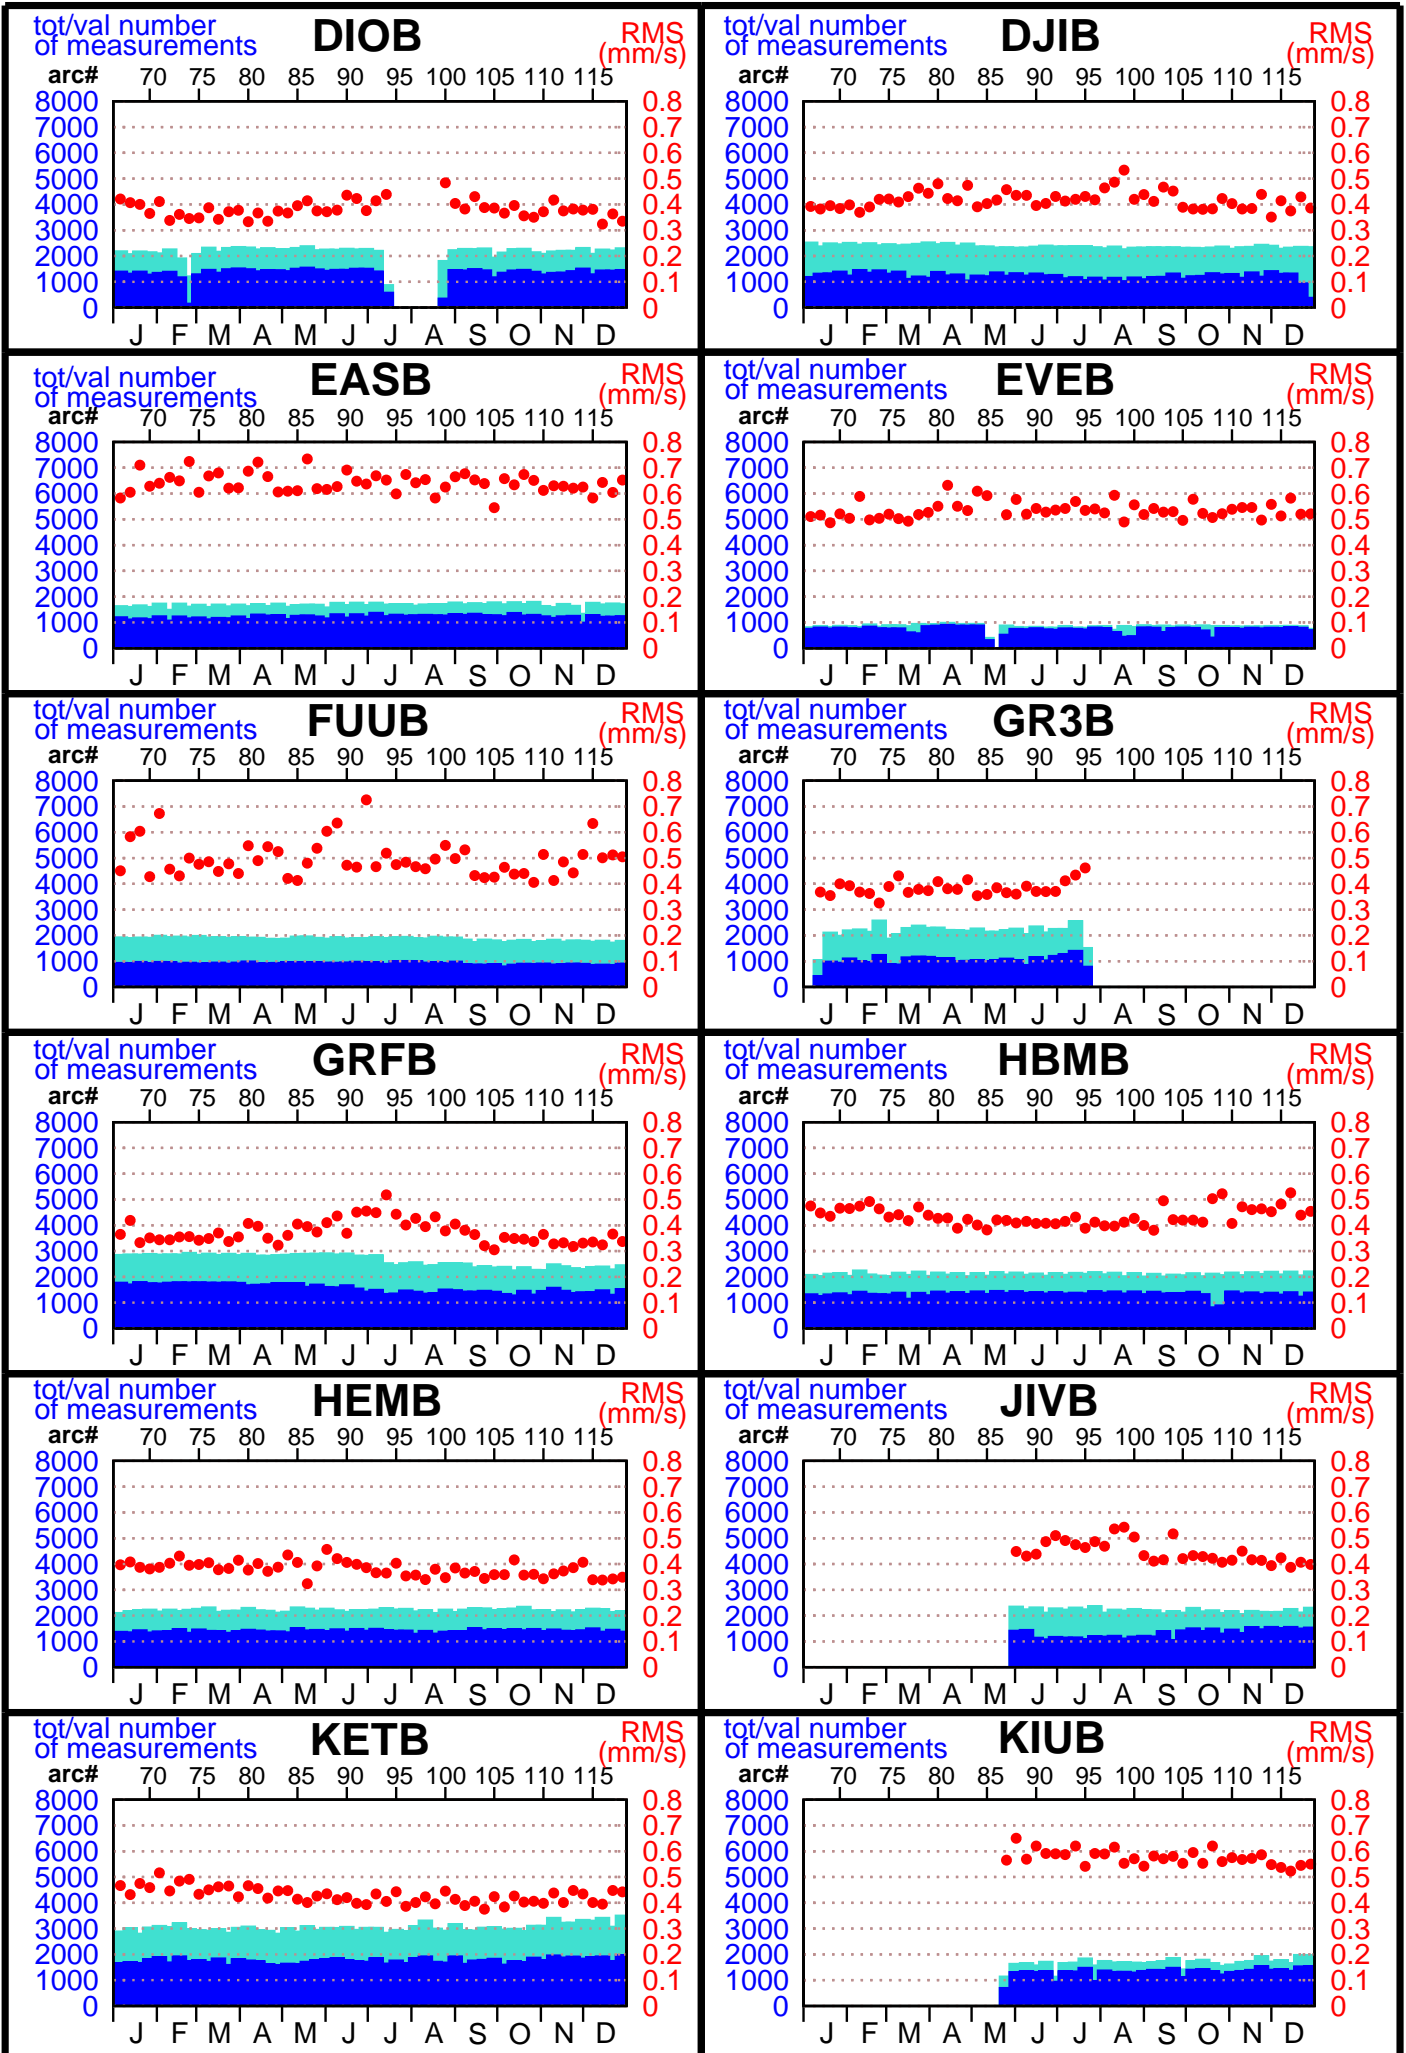 tot/val number
of measurements
DIOB
RMS
(mm/s)
arc# 70 75 80 85 90 95 100 105 110 115
8000 0.8
7000 0.7
6000 0.6
5000 0.5
4000 0.4
3000 0.3
2000 0.2
1000 0.1
0 0
J F M A M J J A S O N D
tot/val number
of measurements
DJIB
RMS
(mm/s)
arc# 70 75 80 85 90 95 100 105 110 115
8000 0.8
7000 0.7
6000 0.6
5000 0.5
4000 0.4
3000 0.3
2000 0.2
1000 0.1
0 0
J F M A M J J A S O N D
tot/val number
of measurements
EASB
RMS
(mm/s)
arc# 70 75 80 85 90 95 100 105 110 115
8000 0.8
7000 0.7
6000 0.6
5000 0.5
4000 0.4
3000 0.3
2000 0.2
1000 0.1
0 0
J F M A M J J A S O N D
tot/val number
of measurements
EVEB
RMS
(mm/s)
arc# 70 75 80 85 90 95 100 105 110 115
8000 0.8
7000 0.7
6000 0.6
5000 0.5
4000 0.4
3000 0.3
2000 0.2
1000 0.1
0 0
J F M A M J J A S O N D
tot/val number
of measurements
FUUB
RMS
(mm/s)
arc# 70 75 80 85 90 95 100 105 110 115
8000 0.8
7000 0.7
6000 0.6
5000 0.5
4000 0.4
3000 0.3
2000 0.2
1000 0.1
0 0
J F M A M J J A S O N D
tot/val number
of measurements
GR3B
RMS
(mm/s)
arc# 70 75 80 85 90 95 100 105 110 115
8000 0.8
7000 0.7
6000 0.6
5000 0.5
4000 0.4
3000 0.3
2000 0.2
1000 0.1
0 0
J F M A M J J A S O N D
tot/val number
of measurements
GRFB
RMS
(mm/s)
arc# 70 75 80 85 90 95 100 105 110 115
8000 0.8
7000 0.7
6000 0.6
5000 0.5
4000 0.4
3000 0.3
2000 0.2
1000 0.1
0 0
J F M A M J J A S O N D
tot/val number
of measurements
HBMB
RMS
(mm/s)
arc# 70 75 80 85 90 95 100 105 110 115
8000 0.8
7000 0.7
6000 0.6
5000 0.5
4000 0.4
3000 0.3
2000 0.2
1000 0.1
0 0
J F M A M J J A S O N D
tot/val number
of measurements
HEMB
RMS
(mm/s)
arc# 70 75 80 85 90 95 100 105 110 115
8000 0.8
7000 0.7
6000 0.6
5000 0.5
4000 0.4
3000 0.3
2000 0.2
1000 0.1
0 0
J F M A M J J A S O N D
tot/val number
of measurements
JIVB
RMS
(mm/s)
arc# 70 75 80 85 90 95 100 105 110 115
8000 0.8
7000 0.7
6000 0.6
5000 0.5
4000 0.4
3000 0.3
2000 0.2
1000 0.1
0 0
J F M A M J J A S O N D
tot/val number
of measurements
KETB
RMS
(mm/s)
arc# 70 75 80 85 90 95 100 105 110 115
8000 0.8
7000 0.7
6000 0.6
5000 0.5
4000 0.4
3000 0.3
2000 0.2
1000 0.1
0 0
J F M A M J J A S O N D
tot/val number
of measurements
KIUB
RMS
(mm/s)
arc# 70 75 80 85 90 95 100 105 110 115
8000 0.8
7000 0.7
6000 0.6
5000 0.5
4000 0.4
3000 0.3
2000 0.2
1000 0.1
0 0
J F M A M J J A S O N D